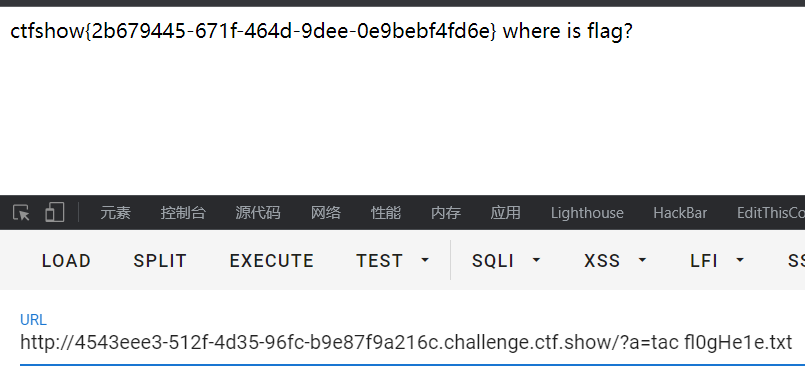 ctfshow{2b679445-671f-464d-9dee-0e9bebf4fd6e} where is flag?
元素 控制台 源代码 网络 性能 内存 应用 Lighthouse HackBar EditThisCo
LOAD SPLIT EXECUTE TEST SQLI XSS LFI SS
URL
http://4543eee3-512f-4d35-96fc-b9e87f9a216c.challenge.ctf.show/?a=tac fl0gHe1e.txt